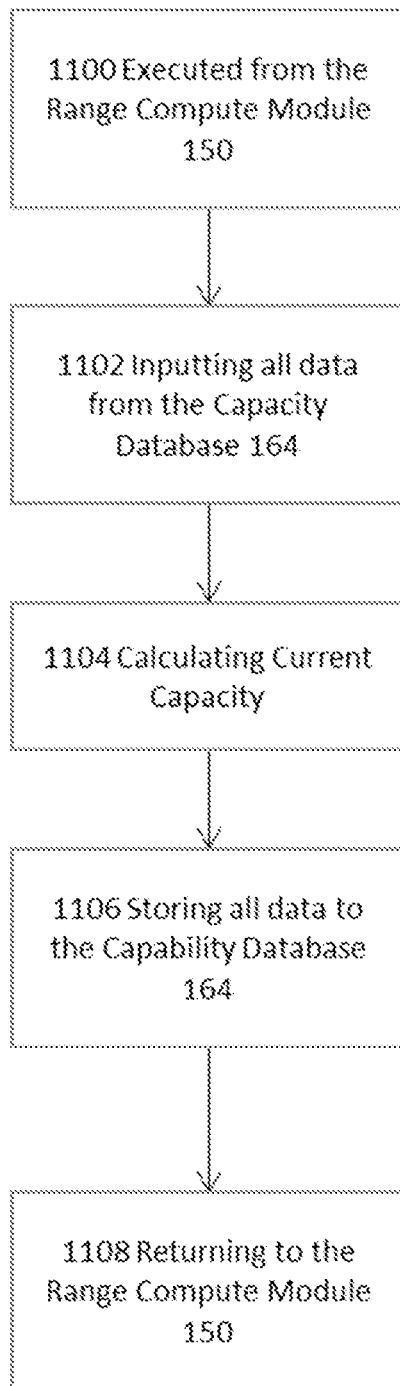 1100 Executed from the
Range Compute Module
150
1102 Inputting all data
from the Capacity
Database 164
1104 Calculating Current
Capacity
1106 Storing all data to
the Capability Database
164
1108 Returning to the
Range Compute Module
150